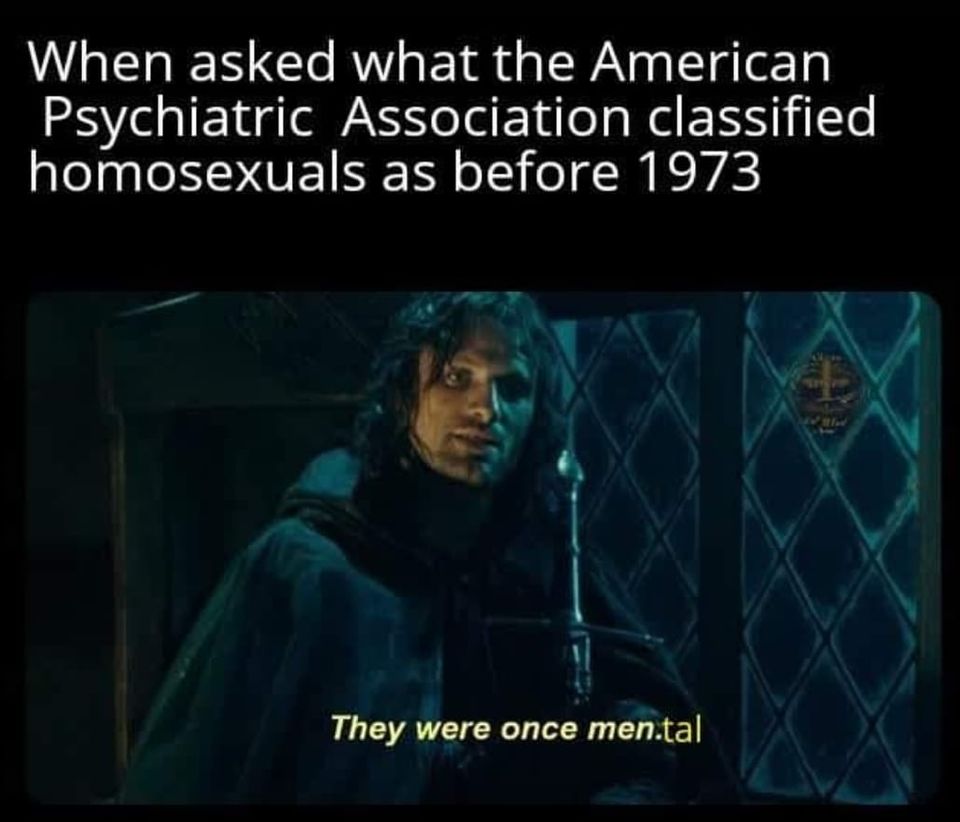 When asked what the American
Psychiatric Association classified
homosexuals as before 1973
They were once men.tal